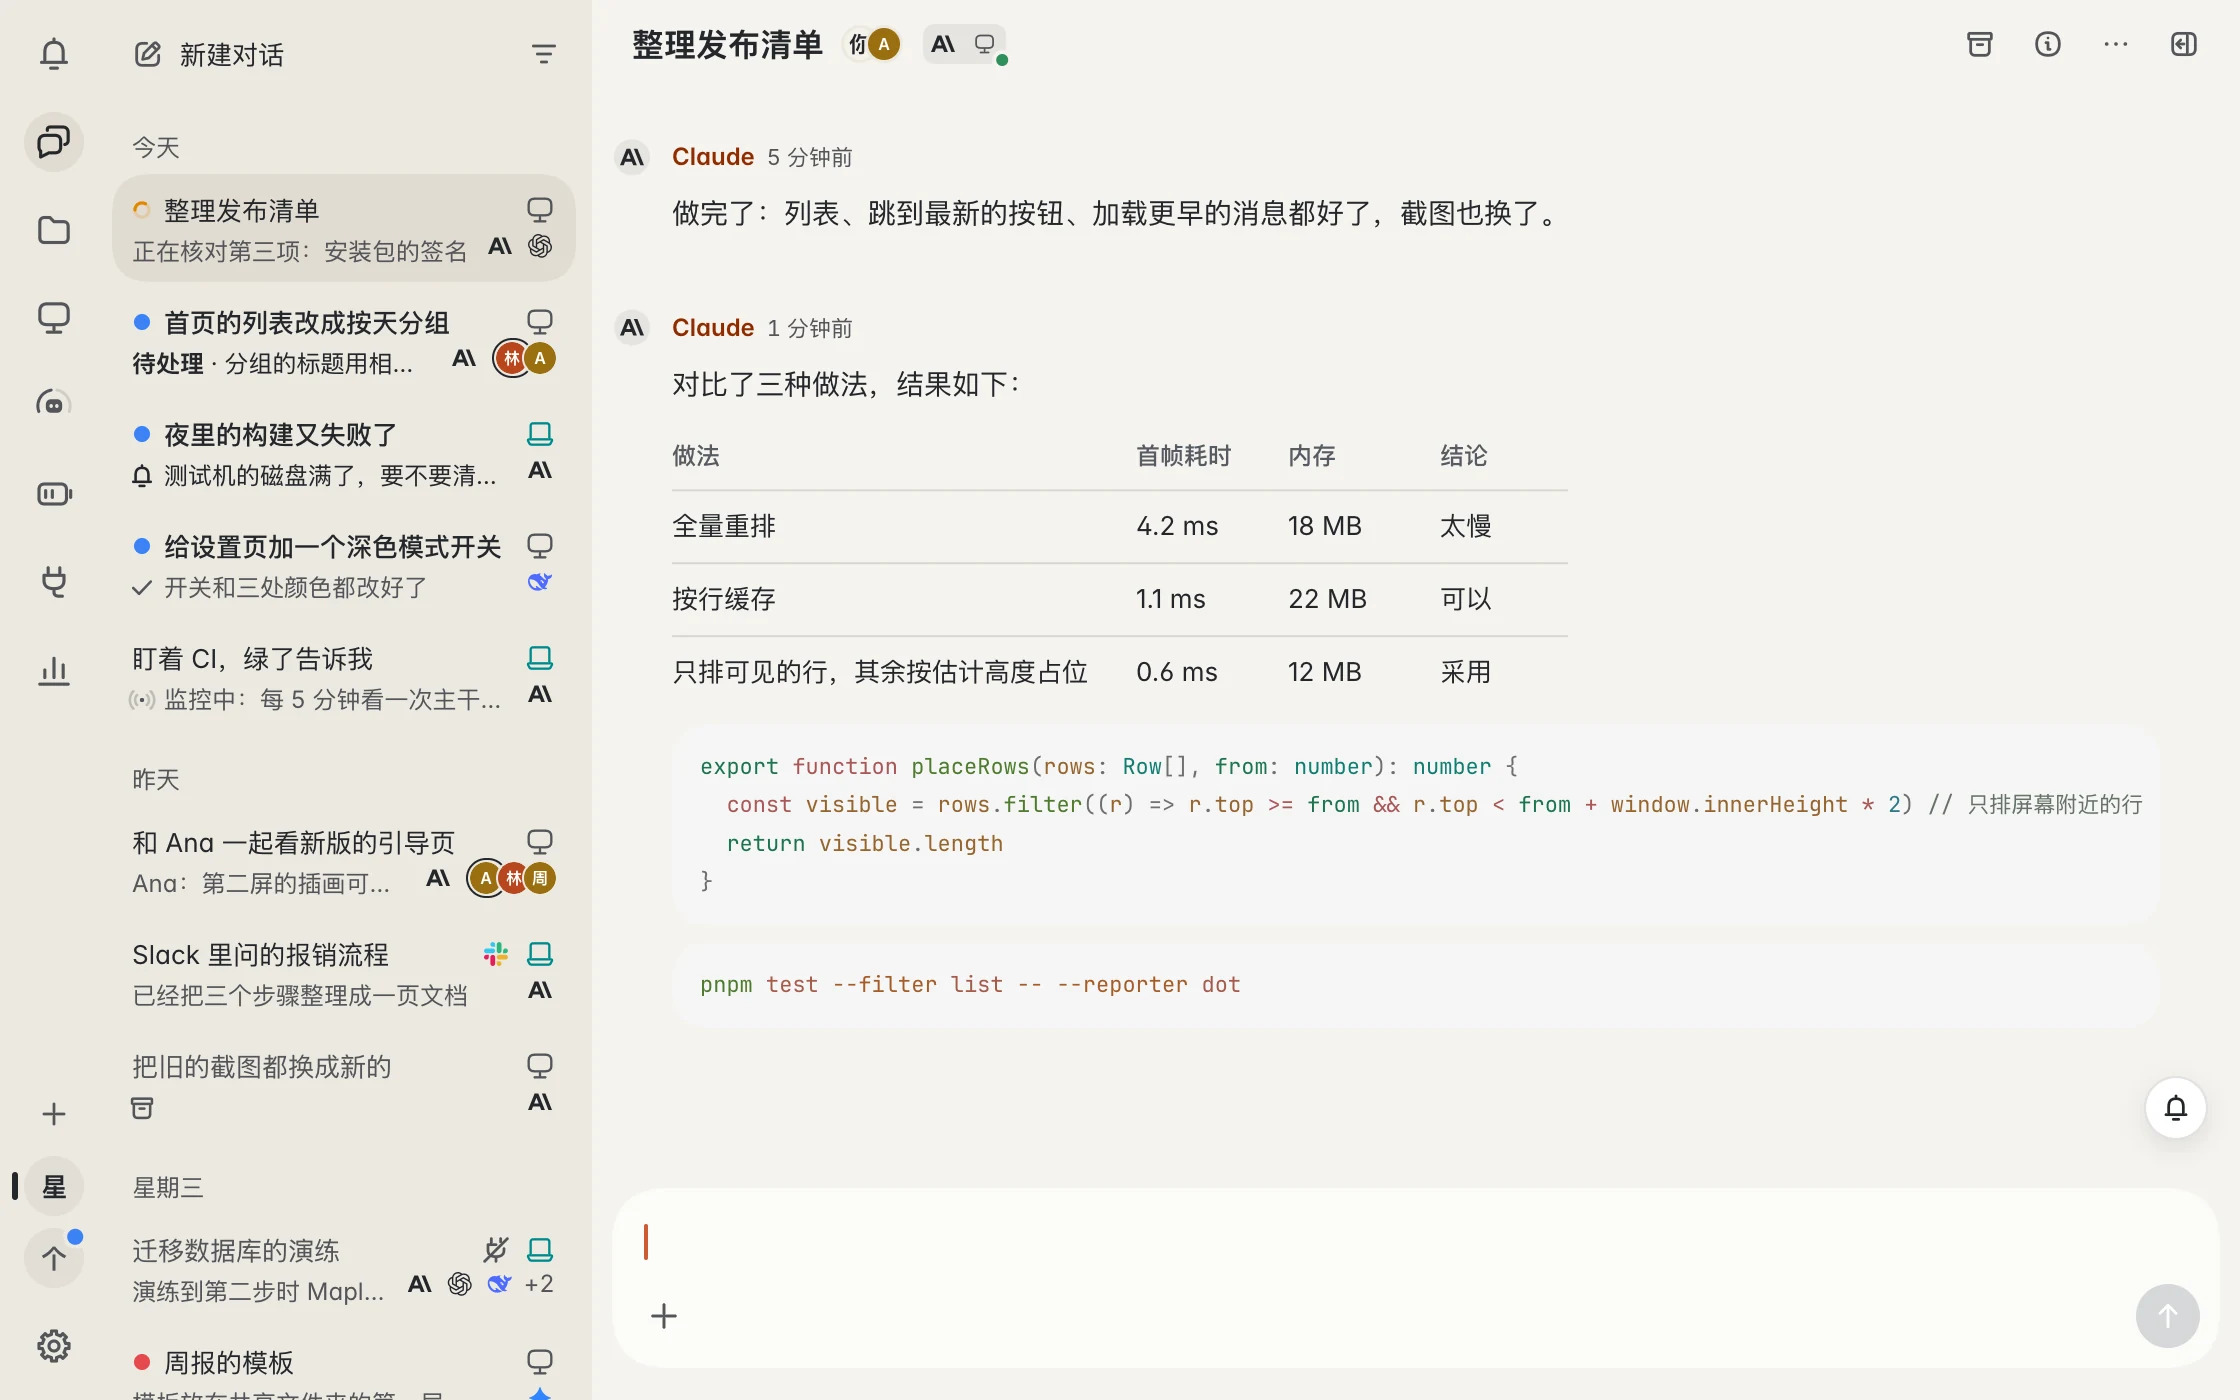 新建对话
今天
整理发布清单
正在核对第三项：安装包的签名
首页的列表改成按天分组
待处理 · 分组的标题用相...
林 A
夜里的构建又失败了
测试机的磁盘满了，要不要清...
给设置页加一个深色模式开关
开关和三处颜色都改好了
盯着 CI，绿了告诉我
监控中：每 5 分钟看一次主干...
昨天
和 Ana 一起看新版的引导页
Ana：第二屏的插画可...
A 林 周
Slack 里问的报销流程
已经把三个步骤整理成一页文档
把旧的截图都换成新的
星期三
迁移数据库的演练
演练到第二步时 Mapl...
+2
周报的模板
星
个
整理发布清单
A
Claude 5 分钟前
做完了：列表、跳到最新的按钮、加载更早的消息都好了，截图也换了。
Claude 1 分钟前
对比了三种做法，结果如下：
做法 首帧耗时 内存 结论
全量重排 4.2 ms 18 MB 太慢
按行缓存 1.1 ms 22 MB 可以
只排可见的行，其余按估计高度占位 0.6 ms 12 MB 采用
export function placeRows(rows: Row[], from: number): number {
const visible = rows.filter((r) => r.top >= from && r.top < from + window.innerHeight * 2) // 只排屏幕附近的行
return visible.length
}
pnpm test --filter list -- --reporter dot